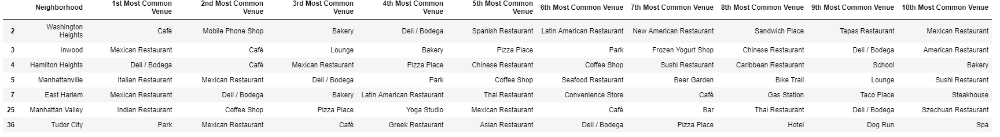 Neighborhood 1st Most Common Venue 2nd Most Common Venue 3rd Most Common Venue 4th Most Common Venue 5th Most Common Venue 6th Most Common Venue 7th Most Common Venue 8th Most Common Venue 9th Most Common Venue 10th Most Common Venue
2 Washington Heights Café Mobile Phone Shop Bakery Deli / Bodega Spanish Restaurant Latin American Restaurant New American Restaurant Sandwich Place Tapas Restaurant Mexican Restaurant
3 Inwood Mexican Restaurant Café Lounge Bakery Pizza Place Park Frozen Yogurt Shop Chinese Restaurant Deli / Bodega American Restaurant
4 Hamilton Heights Deli / Bodega Café Mexican Restaurant Pizza Place Chinese Restaurant Coffee Shop Sushi Restaurant Caribbean Restaurant School Bakery
5 Manhattanville Italian Restaurant Mexican Restaurant Deli / Bodega Park Coffee Shop Seafood Restaurant Beer Garden Bike Trail Lounge Sushi Restaurant
7 East Harlem Mexican Restaurant Deli / Bodega Bakery Latin American Restaurant Thai Restaurant Convenience Store Café Gas Station Taco Place Steakhouse
25 Manhattan Valley Indian Restaurant Coffee Shop Pizza Place Yoga Studio Mexican Restaurant Café Bar Thai Restaurant Deli / Bodega Szechuan Restaurant
36 Tudor City Park Mexican Restaurant Café Greek Restaurant Asian Restaurant Deli / Bodega Pizza Place Hotel Dog Run Spa